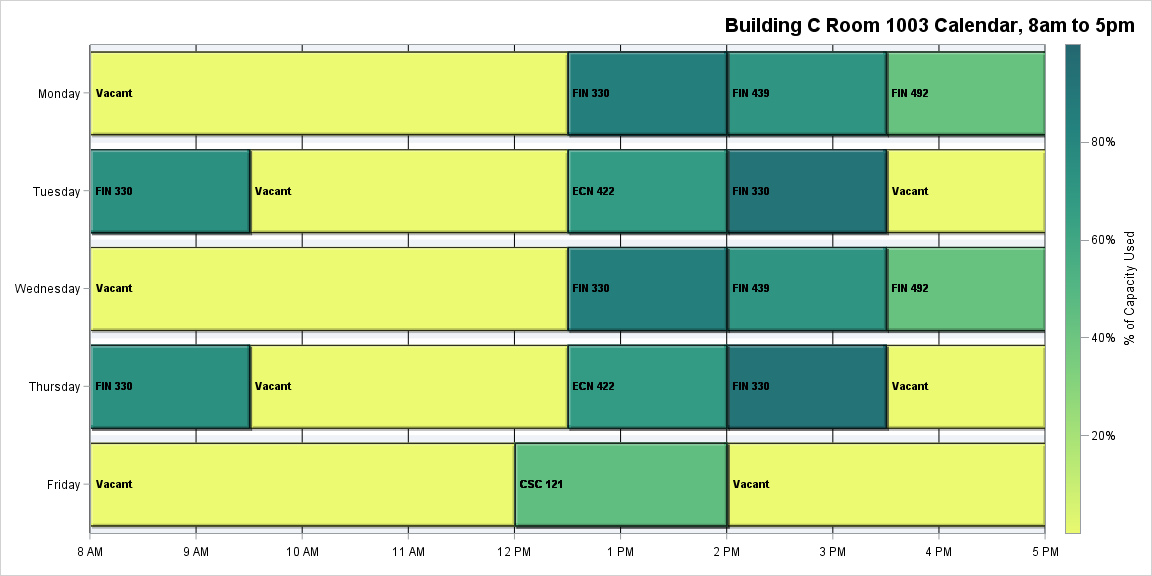 Building C Room 1003 Calendar, 8am to 5pm
Monday
Vacant
FIN 330
FIN 439
FIN 492
Tuesday
FIN 330
Vacant
ECN 422
FIN 330
Vacant
Wednesday
Vacant
FIN 330
FIN 439
FIN 492
Thursday
FIN 330
Vacant
ECN 422
FIN 330
Vacant
Friday
Vacant
CSC 121
Vacant
8 AM
9 AM
10 AM
11 AM
12 PM
1 PM
2 PM
3 PM
4 PM
5 PM
80%
60%
40%
20%
% of Capacity Used